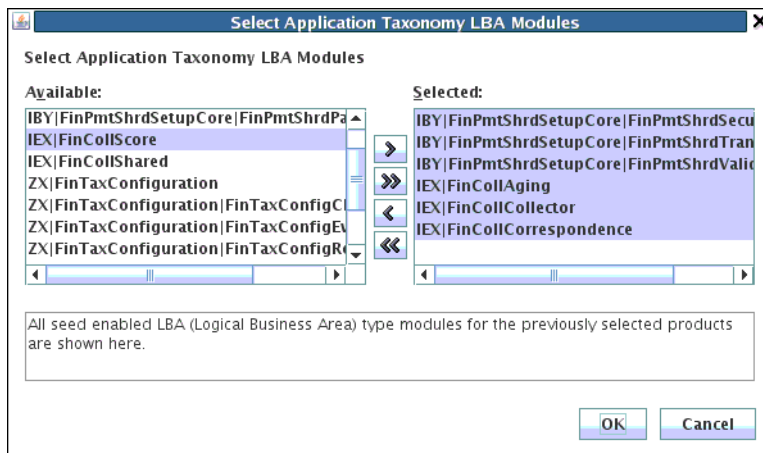 Select Application Taxonomy LBA Modules
Select Application Taxonomy LBA Modules
Available:
IBY|FinPmtShrdSetupCore|FinPmtShrdPa
IEX|FinCollScore
IEX|FinCollShared
ZX|FinTaxConfiguration
ZX|FinTaxConfiguration|FinTaxConfigC
ZX|FinTaxConfiguration|FinTaxConfigEv
ZX|FinTaxConfiguration|FinTaxConfigRe
Selected:
IBY|FinPmtShrdSetupCore|FinPmtShrdSecu
IBY|FinPmtShrdSetupCore|FinPmtShrdTran
IBY|FinPmtShrdSetupCore|FinPmtShrdValid
IEX|FinCollAging
IEX|FinCollCollector
IEX|FinCollCorrespondence
All seed enabled LBA (Logical Business Area) type modules for the previously selected products
are shown here.
OK
Cancel